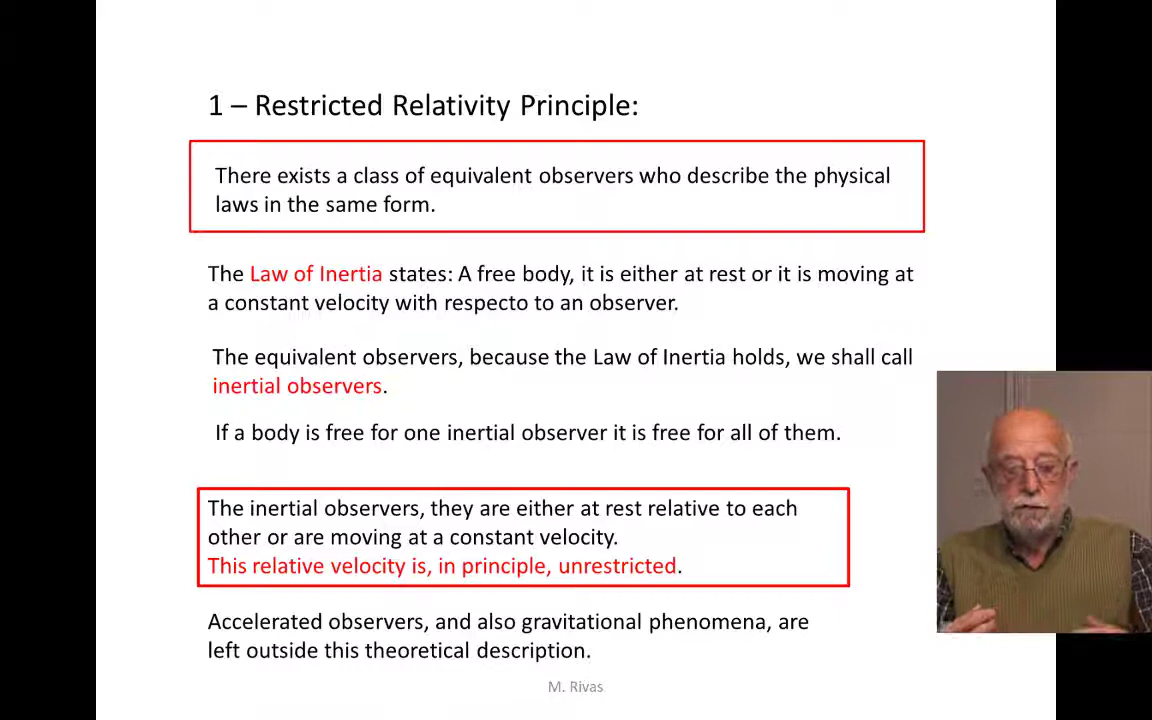 1 – Restricted Relativity Principle:
There exists a class of equivalent observers who describe the physical
laws in the same form.
The Law of Inertia states: A free body, it is either at rest or it is moving at
a constant velocity with respecto to an observer.
The equivalent observers, because the Law of Inertia holds, we shall call
inertial observers.
If a body is free for one inertial observer it is free for all of them.
The inertial observers, they are either at rest relative to each
other or are moving at a constant velocity.
This relative velocity is, in principle, unrestricted.
Accelerated observers, and also gravitational phenomena, are
left outside this theoretical description.
M. Rivas